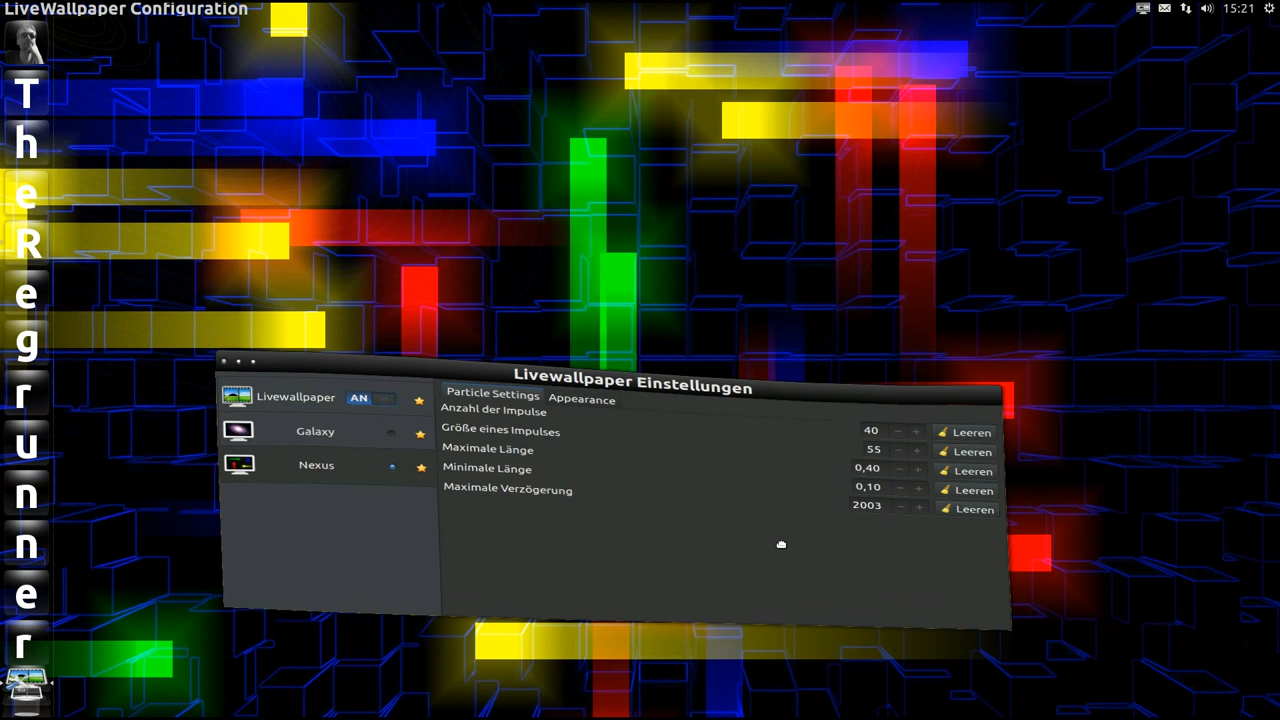 LiveWallpaper Configuration
15:21
T
h
e
R
e
g
r
u
n
n
e
r
Livewallpaper Einstellungen
Livewallpaper AN
Galaxy
Nexus
Particle Settings Appearance
Anzahl der Impulse 40 Leeren
Größe eines Impulses 55 Leeren
Maximale Länge 0,40 Leeren
Minimale Länge 0,10 Leeren
Maximale Verzögerung 2003 Leeren